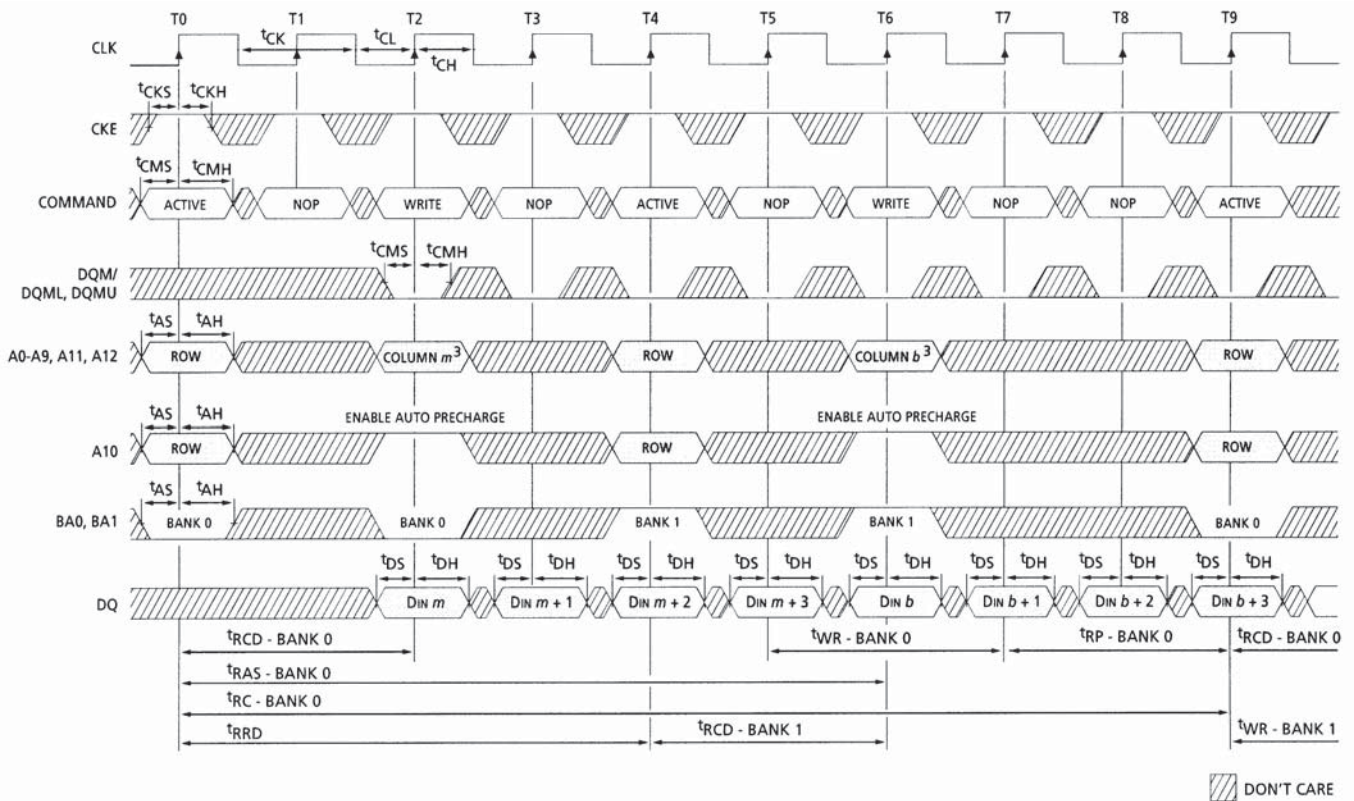 T0 T1 T2 T3 T4 T5 T6 T7 T8 T9
CLK
tCK tCL
tCH
tCKS tCKH
CKE
tCMS tCMH
COMMAND ACTIVE NOP WRITE NOP ACTIVE NOP WRITE NOP NOP ACTIVE
tCMS tCMH
DQM/
DQML, DQMU
tAS tAH
A0-A9, A11, A12 ROW COLUMN m3 ROW COLUMN b3 ROW
tAS tAH ENABLE AUTO PRECHARGE ENABLE AUTO PRECHARGE
A10 ROW ROW ROW
tAS tAH
BA0, BA1 BANK 0 BANK 0 BANK 1 BANK 1 BANK 0
tDS tDH tDS tDH tDS tDH tDS tDH tDS tDH tDS tDH tDS tDH tDS tDH
DQ DIN m DIN m + 1 DIN m + 2 DIN m + 3 DIN b DIN b + 1 DIN b + 2 DIN b + 3
tRCD - BANK 0 tWR - BANK 0 tRP - BANK 0 tRCD - BANK 0
tRAS - BANK 0
tRC - BANK 0
tRRD tRCD - BANK 1 tWR - BANK 1
DON'T CARE